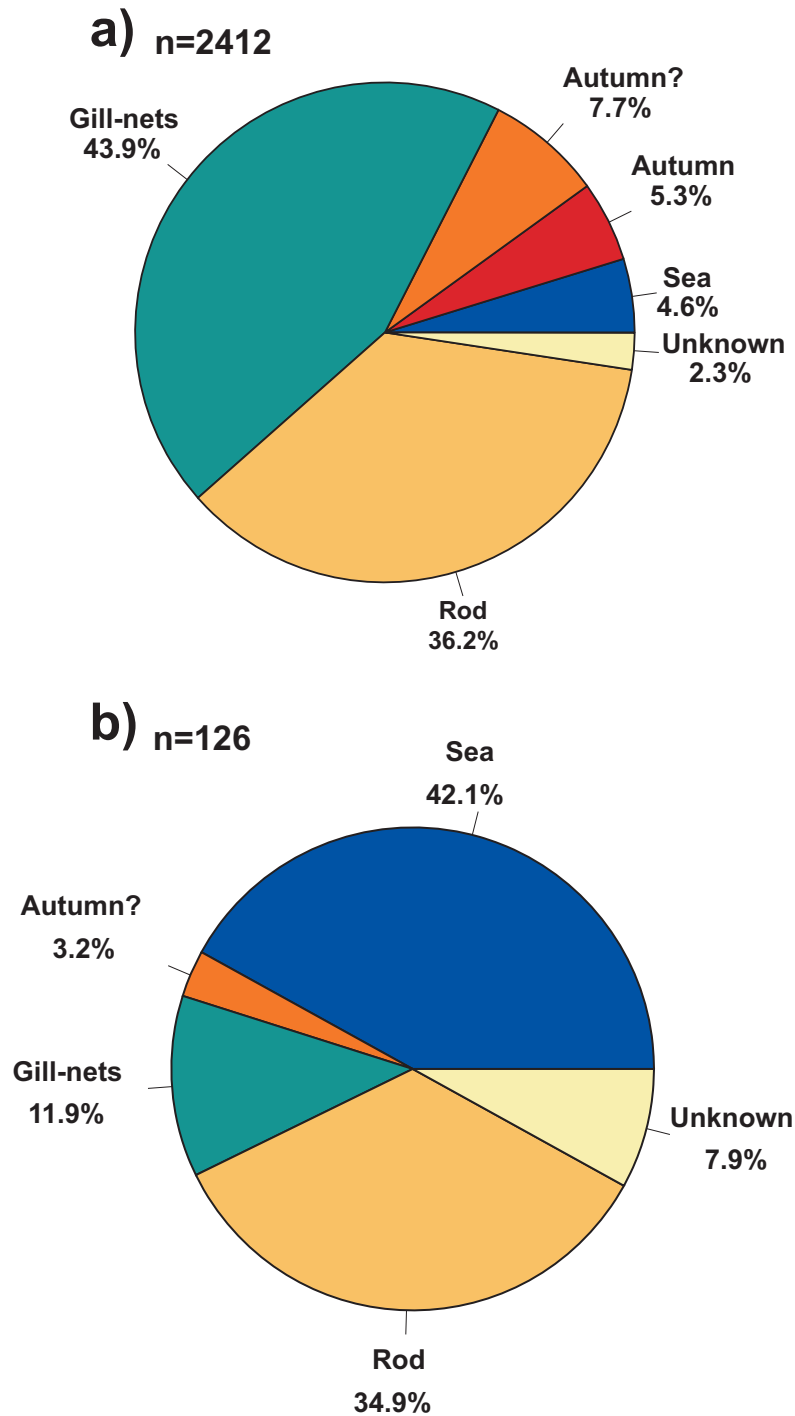 a) n=2412
Autumn?
7.7%
Gill-nets
43.9%
Autumn
5.3%
Sea
4.6%
Unknown
2.3%
Rod
36.2%
b) n=126
Sea
42.1%
Autumn?
3.2%
Gill-nets
11.9%
Unknown
7.9%
Rod
34.9%